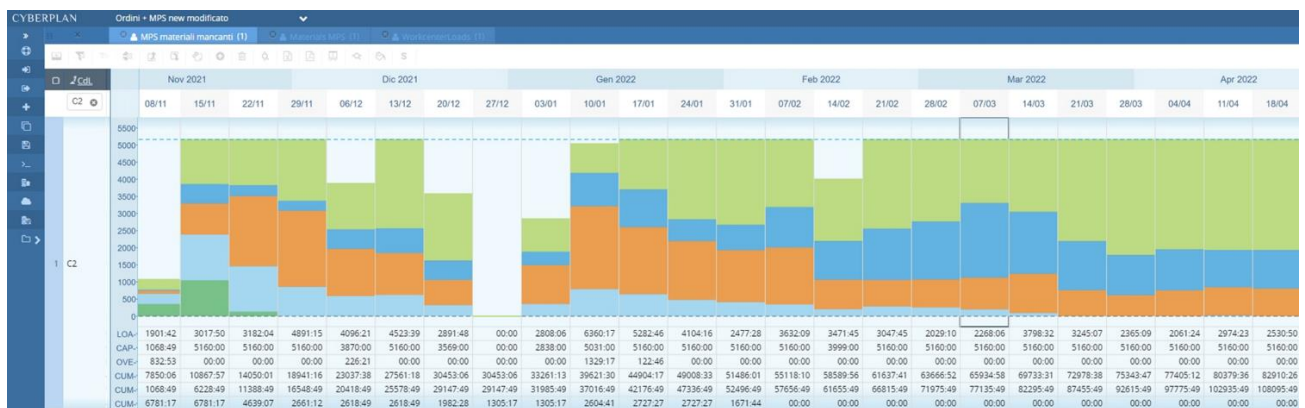 CYBERPLAN Ordini + MPS new modificato
MPS materiali mancanti (1) Materials MPS (1) WorkcenterLoads (1)
CdL Nov 2021 Dic 2021 Gen 2022 Feb 2022 Mar 2022 Apr 2022
C2 08/11 15/11 22/11 29/11 06/12 13/12 20/12 27/12 03/01 10/01 17/01 24/01 31/01 07/02 14/02 21/02 28/02 07/03 14/03 21/03 28/03 04/04 11/04 18/04
5500
5000
4500
4000
3500
3000
2500
2000
1500
1 C2
1000
500
0
LOA- 1901:42 3017:50 3182:04 4891:15 4096:21 4523:39 2891:48 00:00 2808:06 6360:17 5282:46 4104:16 2477:28 3632:09 3471:45 3047:45 2029:10 2268:06 3798:32 3245:07 2365:09 2061:24 2974:23 2530:50
CAP- 1068:49 5160:00 5160:00 5160:00 3870:00 5160:00 3569:00 00:00 2838:00 5031:00 5160:00 5160:00 5160:00 5160:00 3999:00 5160:00 5160:00 5160:00 5160:00 5160:00 5160:00 5160:00 5160:00 5160:00
OVE- 832:53 00:00 00:00 00:00 226:21 00:00 00:00 00:00 00:00 1329:17 122:46 00:00 00:00 00:00 00:00 00:00 00:00 00:00 00:00 00:00 00:00 00:00 00:00 00:00
CUM- 7850:06 10867:57 14050:01 18941:16 23037:38 27561:18 30453:06 30453:06 33261:13 39621:30 44904:17 49008:33 51486:01 55118:10 58589:56 61637:41 63666:52 65934:58 69733:31 72978:38 75343:47 77405:12 80379:36 82910:26
CUM- 1068:49 6228:49 11388:49 16548:49 20418:49 25578:49 29147:49 29147:49 31985:49 37016:49 42176:49 47336:49 52496:49 57656:49 61655:49 66815:49 71975:49 77135:49 82295:49 87455:49 92615:49 97775:49 102935:49 108095:49
CUM- 6781:17 6781:17 4639:07 2661:12 2618:49 2618:49 1982:28 1305:17 1305:17 2604:41 2727:27 2727:27 1671:44 00:00 00:00 00:00 00:00 00:00 00:00 00:00 00:00 00:00 00:00 00:00